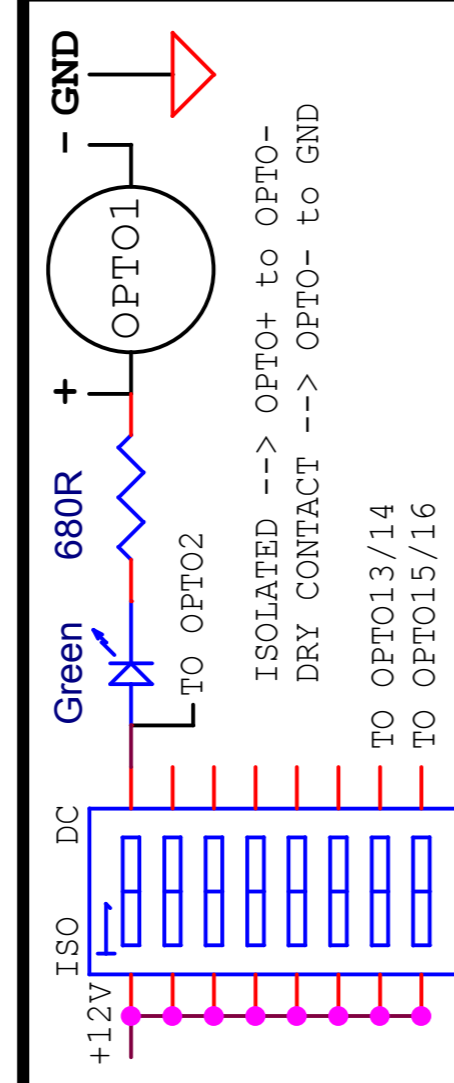 - GND
OPTO1
+
680R
Green
TO OPTO2
ISOLATED --> OPTO+ to OPTO-
DRY CONTACT --> OPTO- to GND
TO OPTO13/14
TO OPTO15/16
ISO DC
1
+12V